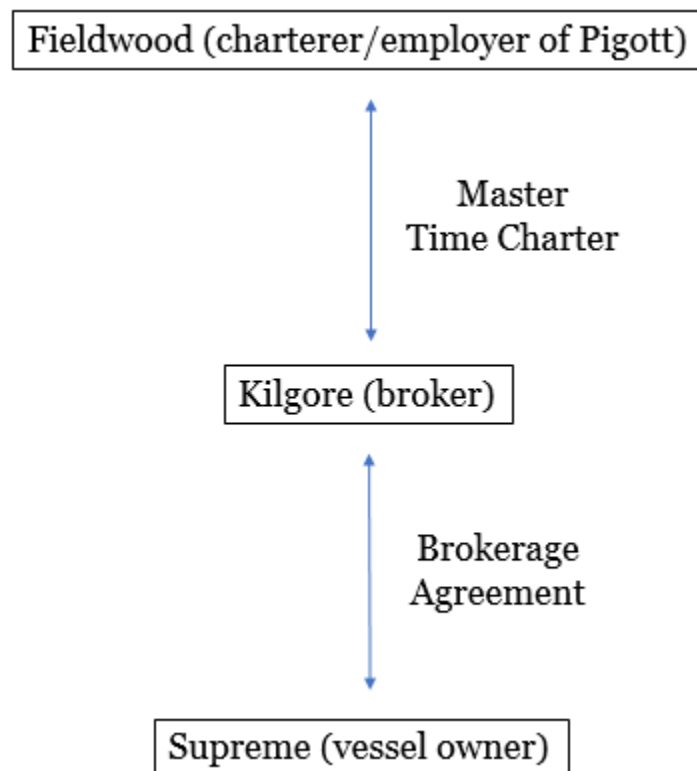 Fieldwood (charterer/employer of Pigott)
Master
Time Charter
Kilgore (broker)
Brokerage
Agreement
Supreme (vessel owner)